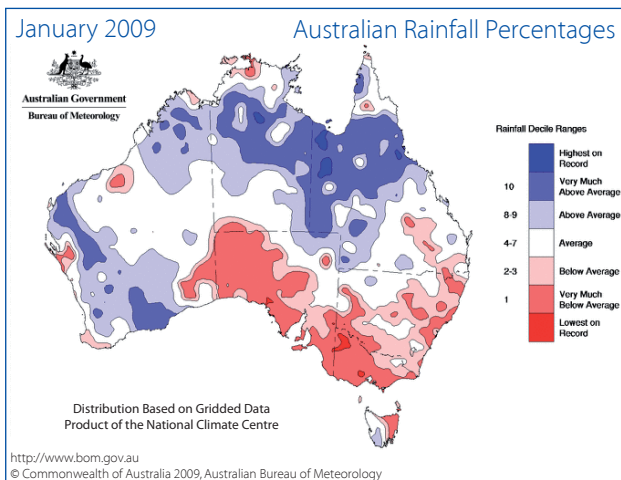 January 2009
Australian Rainfall Percentages
Australian Government
Bureau of Meteorology
Rainfall Decile Ranges
Highest on
Record
10
Very Much
Above Average
8-9
Above Average
4-7
Average
2-3
Below Average
1
Very Much
Below Average
Lowest on
Record
Distribution Based on Gridded Data
Product of the National Climate Centre
http://www.bom.gov.au
© Commonwealth of Australia 2009, Australian Bureau of Meteorology